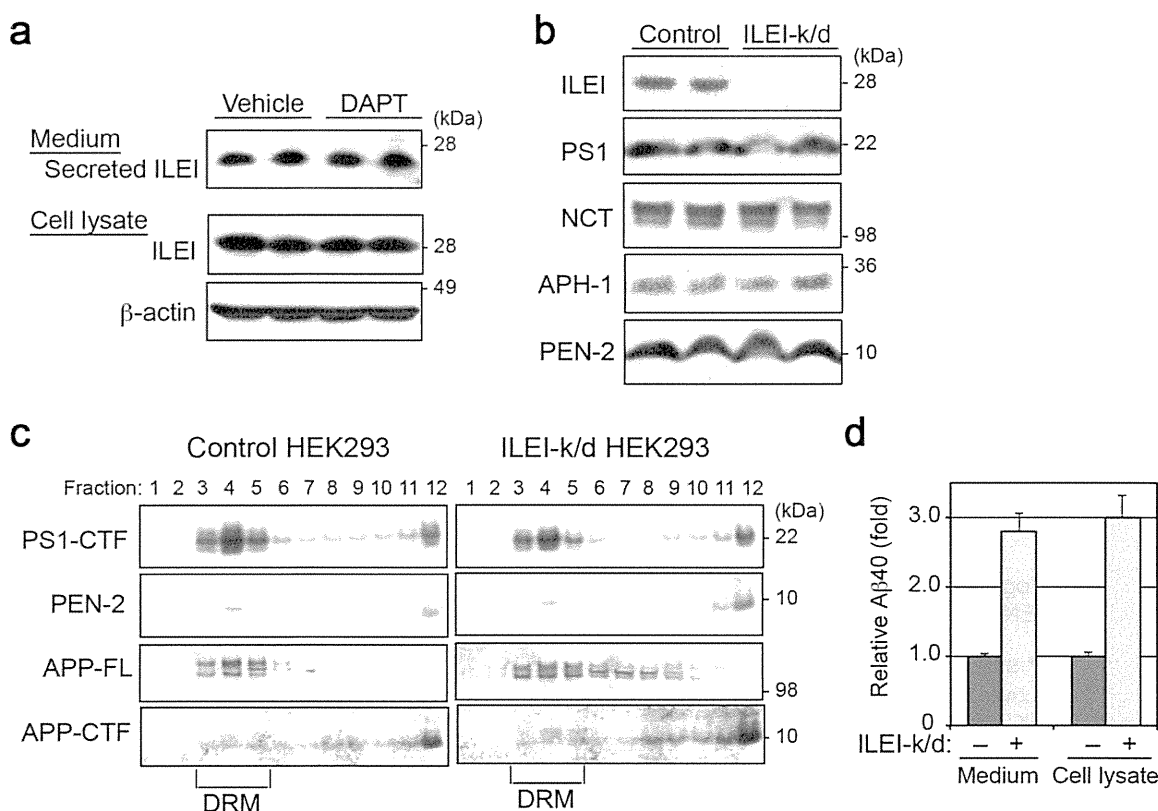 a
Vehicle DAPT
(kDa)
Medium
Secreted ILEI
28
Cell lysate
ILEI
28
β-actin
49
b
Control ILEI-k/d
(kDa)
ILEI
28
PS1
22
NCT
98
APH-1
36
PEN-2
10
c
Control HEK293 ILEI-k/d HEK293
Fraction: 1 2 3 4 5 6 7 8 9 10 11 12 1 2 3 4 5 6 7 8 9 10 11 12
(kDa)
PS1-CTF
22
PEN-2
10
APP-FL
98
APP-CTF
10
DRM DRM
d
Relative Aβ40 (fold)
3.0
2.0
1.0
0
ILEI-k/d: − + − +
Medium Cell lysate